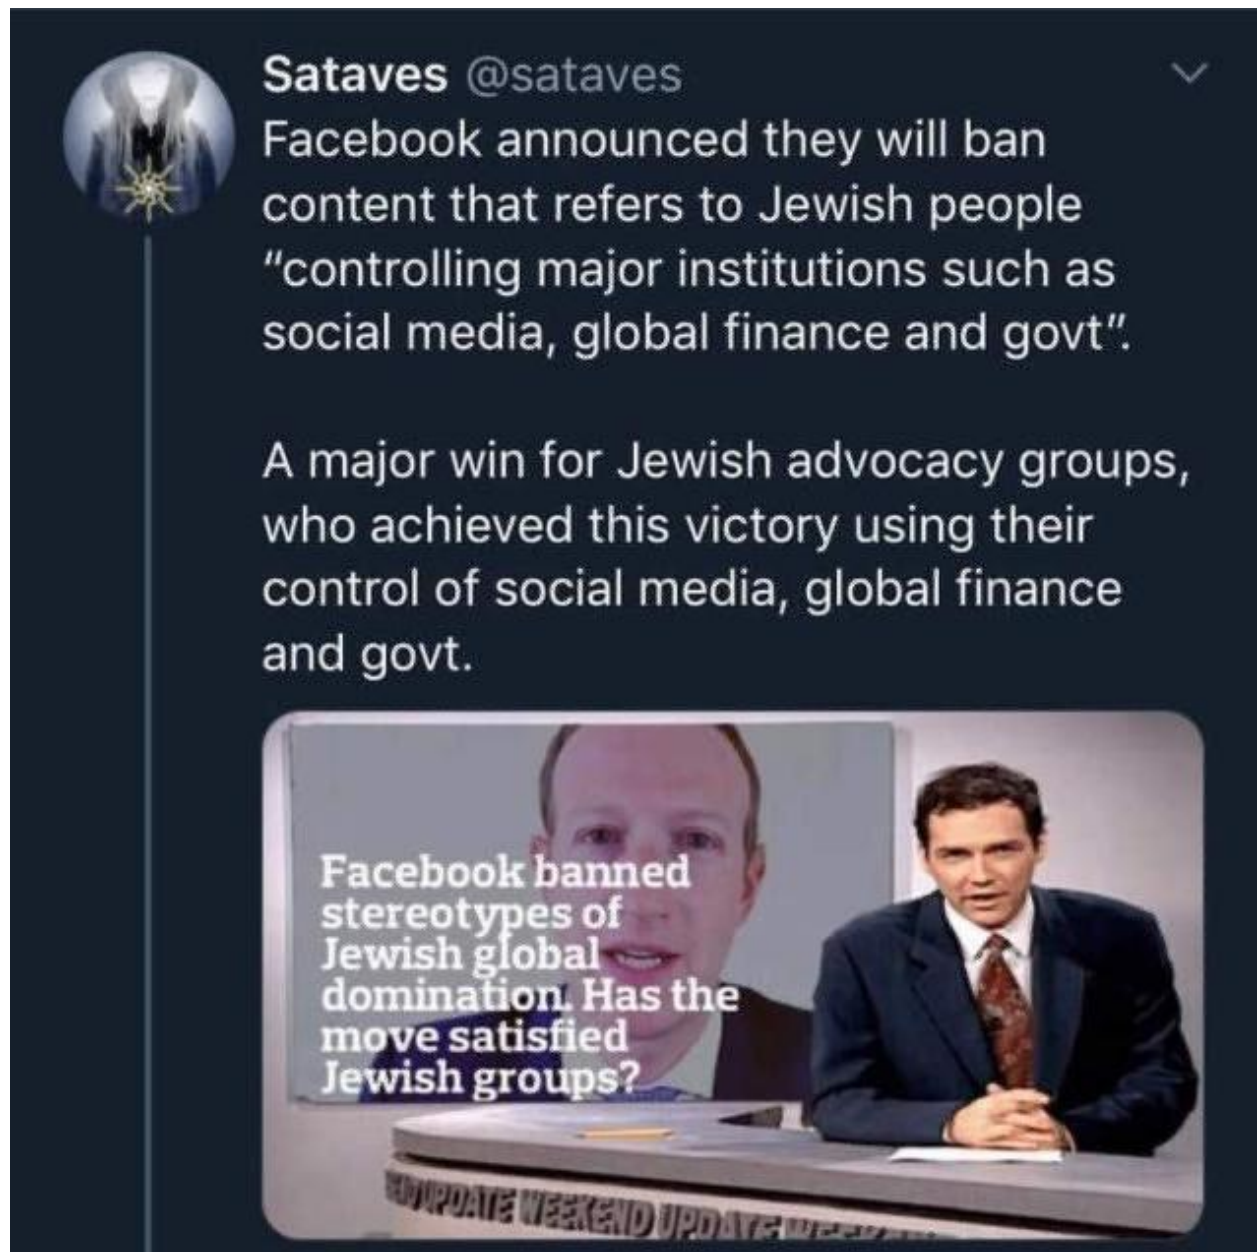 Sataves @sataves
Facebook announced they will ban
content that refers to Jewish people
"controlling major institutions such as
social media, global finance and govt".
A major win for Jewish advocacy groups,
who achieved this victory using their
control of social media, global finance
and govt.
Facebook banned
stereotypes of
Jewish global
domination. Has the
move satisfied
Jewish groups?
UPDATE WEEKEND UPDATE